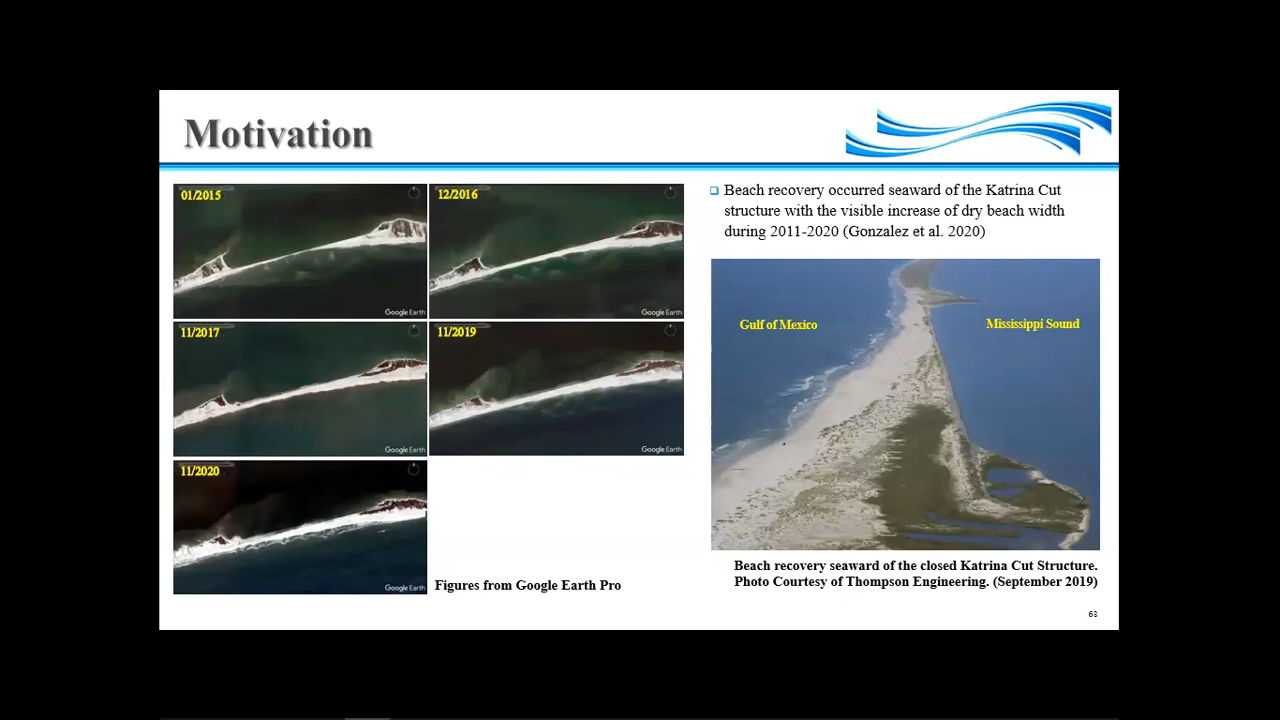 Motivation
01/2015
Google Earth
12/2016
Google Earth
11/2017
Google Earth
11/2019
Google Earth
11/2020
Google Earth
Figures from Google Earth Pro
Beach recovery occurred seaward of the Katrina Cut
structure with the visible increase of dry beach width
during 2011-2020 (Gonzalez et al. 2020)
Gulf of Mexico
Mississippi Sound
Beach recovery seaward of the closed Katrina Cut Structure.
Photo Courtesy of Thompson Engineering. (September 2019)
63